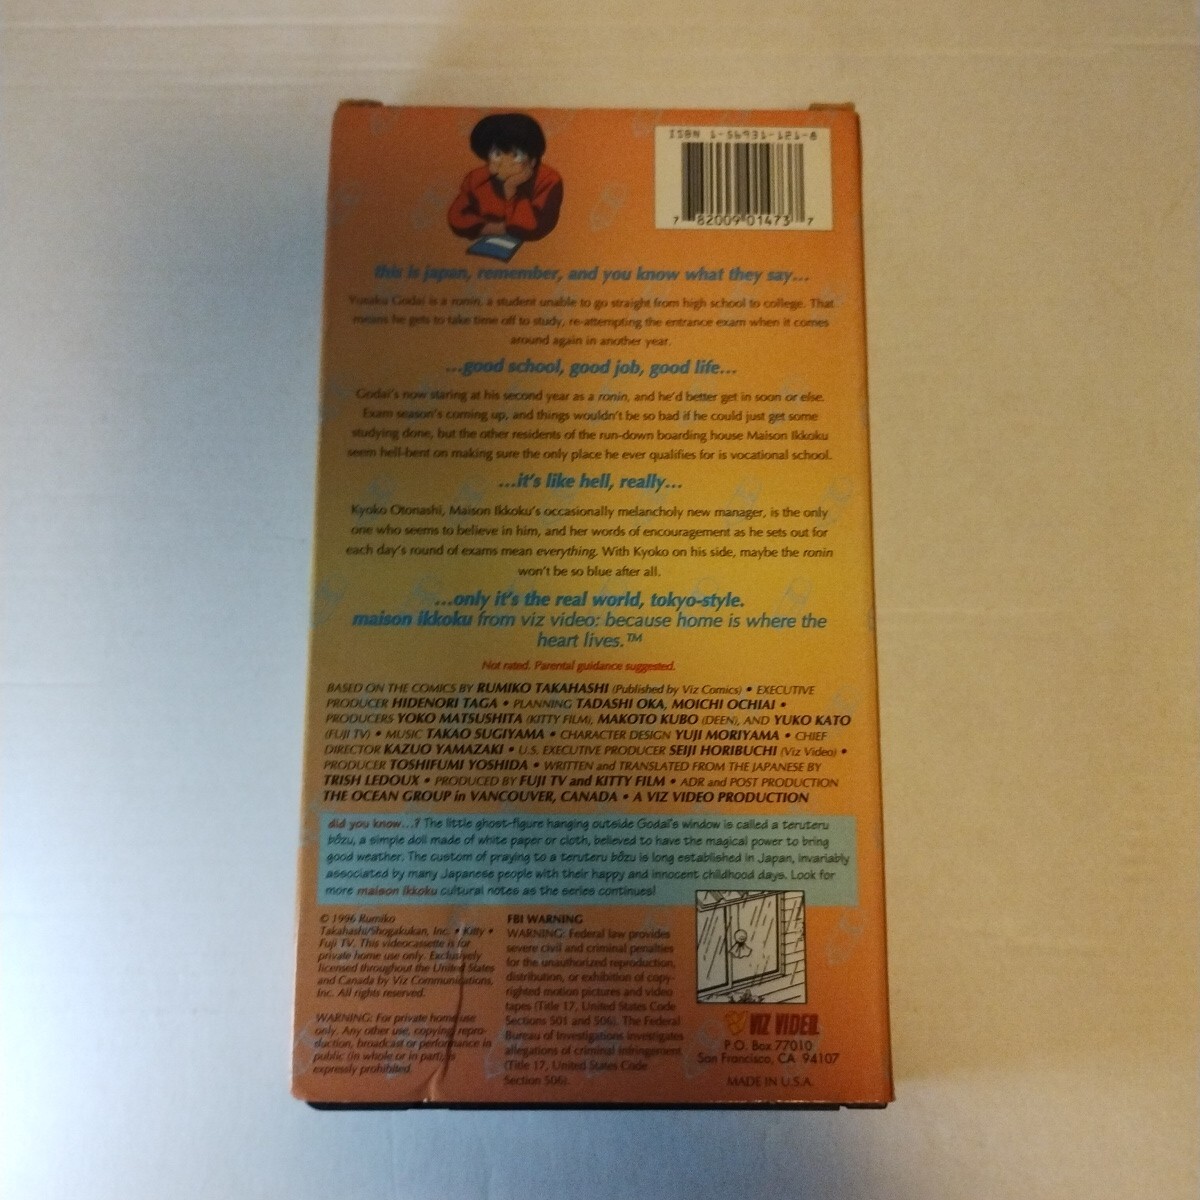 ISBN 1-56931-121-8
7 82009 01473 7
this is japan, remember, and you know what they say...
Yusaku Godai is a ronin, a student unable to go straight from high school to college. That
means he gets to take time off to study, re-attempting the entrance exam when it comes
around again in another year.
...good school, good job, good life...
Godai's now staring at his second year as a ronin, and he'd better get in soon or else.
Exam season's coming up, and things wouldn't be so bad if he could just get some
studying done, but the other residents of the run-down boarding house Maison Ikkoku
seem hell-bent on making sure the only place he ever qualifies for is vocational school.
...it's like hell, really...
Kyoko Otonashi, Maison Ikkoku's occasionally melancholy new manager, is the only
one who seems to believe in him, and her words of encouragement as he sets out for
each day's round of exams mean everything. With Kyoko on his side, maybe the ronin
won't be so blue after all.
...only it's the real world, tokyo-style.
maison ikkoku from viz video: because home is where the
heart lives.™
Not rated. Parental guidance suggested.
BASED ON THE COMICS BY RUMIKO TAKAHASHI (Published by Viz Comics) • EXECUTIVE
PRODUCER HIDENORI TAGA • PLANNING TADASHI OKA, MOICHI OCHIAI •
PRODUCERS YOKO MATSUSHITA (KITTY FILM), MAKOTO KUBO (DEEN), AND YUKO KATO
(FUJI TV) • MUSIC TAKAO SUGIYAMA • CHARACTER DESIGN YUJI MORIYAMA • CHIEF
DIRECTOR KAZUO YAMAZAKI • U.S. EXECUTIVE PRODUCER SEIJI HORIBUCHI (Viz Video) •
PRODUCER TOSHIFUMI YOSHIDA • WRITTEN and TRANSLATED FROM THE JAPANESE BY
TRISH LEDOUX • PRODUCED BY FUJI TV and KITTY FILM • ADR and POST PRODUCTION
THE OCEAN GROUP in VANCOUVER, CANADA • A VIZ VIDEO PRODUCTION
did you know...? The little ghost-figure hanging outside Godai's window is called a teruteru
bôzu, a simple doll made of white paper or cloth, believed to have the magical power to bring
good weather. The custom of praying to a teruteru bôzu is long established in Japan, invariably
associated by many Japanese people with their happy and innocent childhood days. Look for
more maison ikkoku cultural notes as the series continues!
© 1996 Rumiko
Takahashi/Shogakukan, Inc. • Kitty •
Fuji TV. This videocassette is for
private home use only. Exclusively
licensed throughout the United States
and Canada by Viz Communications,
Inc. All rights reserved.
WARNING: For private home use
only. Any other use, copying, repro-
duction, broadcast or performance in
public (in whole or in part), is
expressly prohibited.
FBI WARNING
WARNING: Federal law provides
severe civil and criminal penalties
for the unauthorized reproduction,
distribution, or exhibition of copy-
righted motion pictures and video
tapes (Title 17, United States Code
Sections 501 and 506). The Federal
Bureau of Investigations investigates
allegations of criminal infringement
(Title 17, United States Code
Section 506).
VIZ VIDEO
P.O. Box 77010
San Francisco, CA 94107
MADE IN U.S.A.